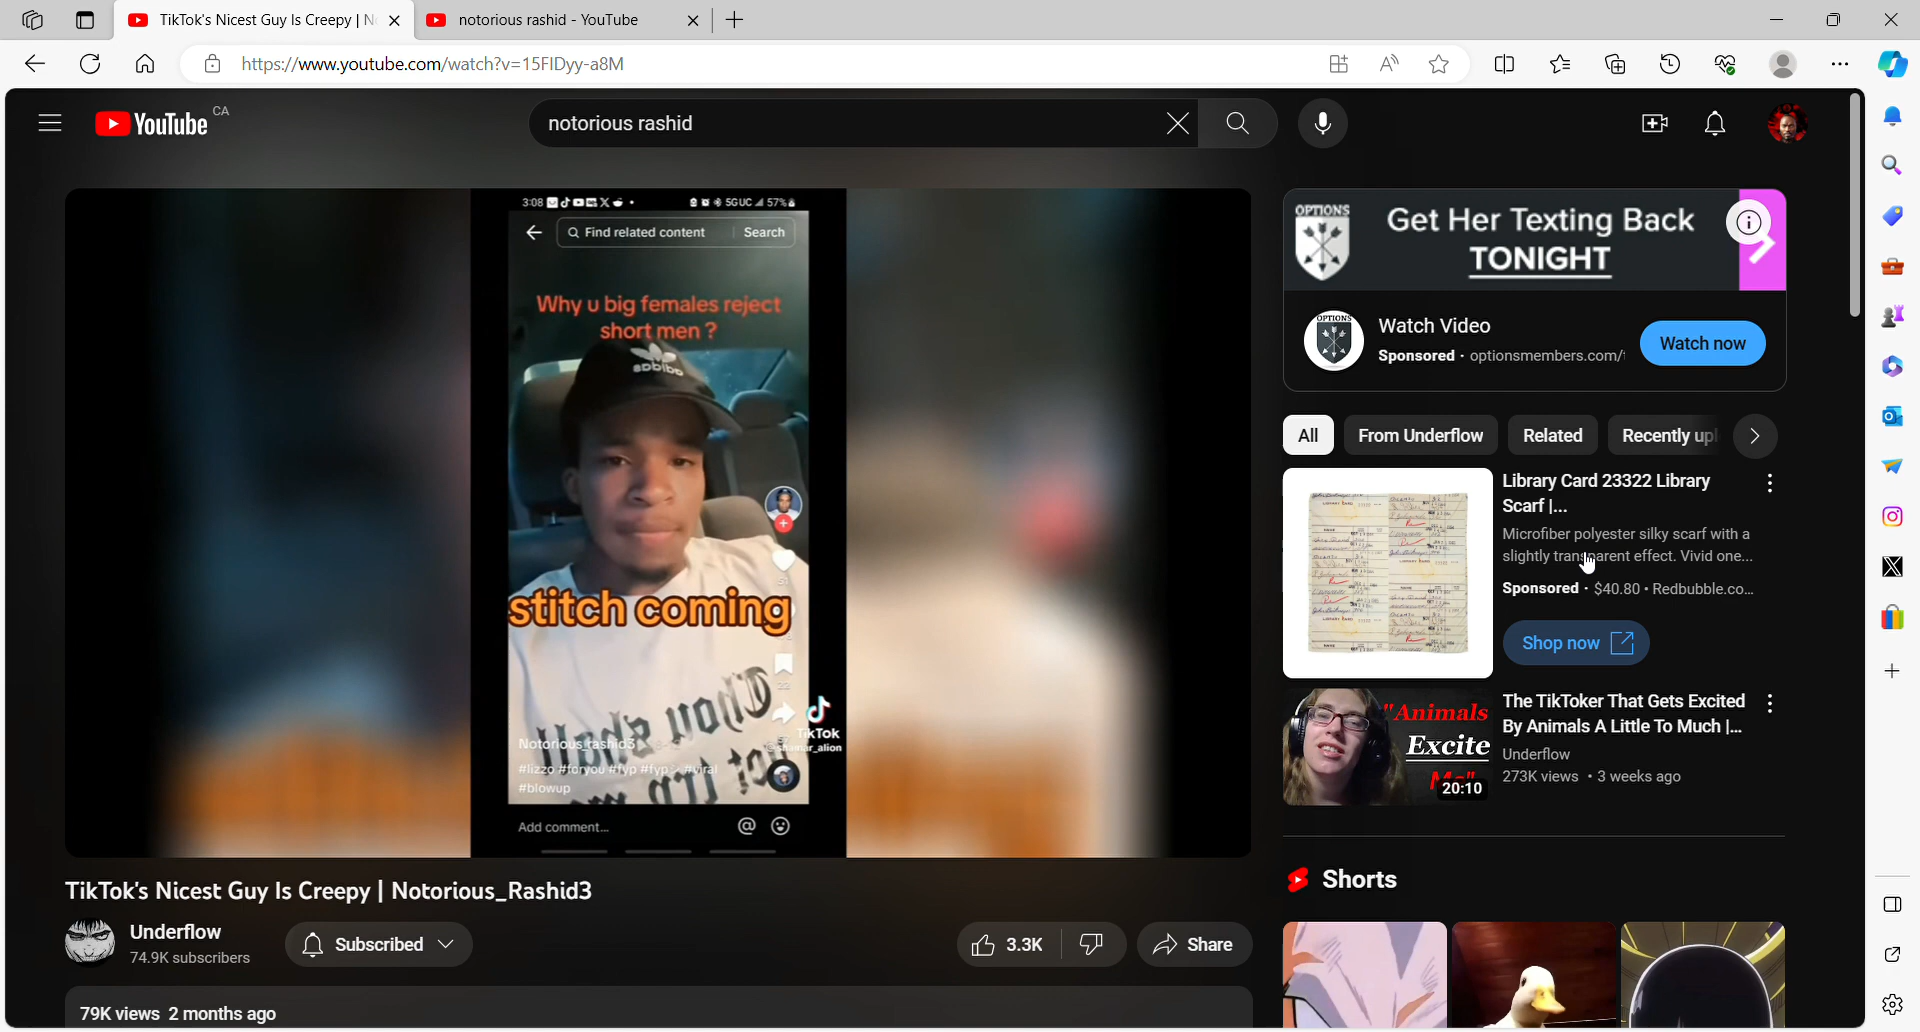 TikTok's Nicest Guy Is Creepy | N
notorious rashid - YouTube
https://www.youtube.com/watch?v=15FIDyy-a8M
YouTube CA
notorious rashid
3:08
5GUC 57%
Find related content
Search
Why u big females reject
short men ?
stitch coming
TikTok
@shamar_alion
Notorious_rashid3
#lizzo #foryou #fyp #fyp #viral
#blowup
Add comment...
TikTok's Nicest Guy Is Creepy | Notorious_Rashid3
Underflow
74.9K subscribers
Subscribed
3.3K
Share
79K views 2 months ago
OPTIONS
Get Her Texting Back
TONIGHT
OPTIONS
Watch Video
Sponsored · optionsmembers.com/
Watch now
All
From Underflow
Related
Recently upl
Library Card 23322 Library
Scarf |...
Microfiber polyester silky scarf with a
slightly transparent effect. Vivid one...
Sponsored · $40.80 · Redbubble.co...
Shop now
"Animals
Excite
Me"
20:10
The TikToker That Gets Excited
By Animals A Little To Much |...
Underflow
273K views · 3 weeks ago
Shorts